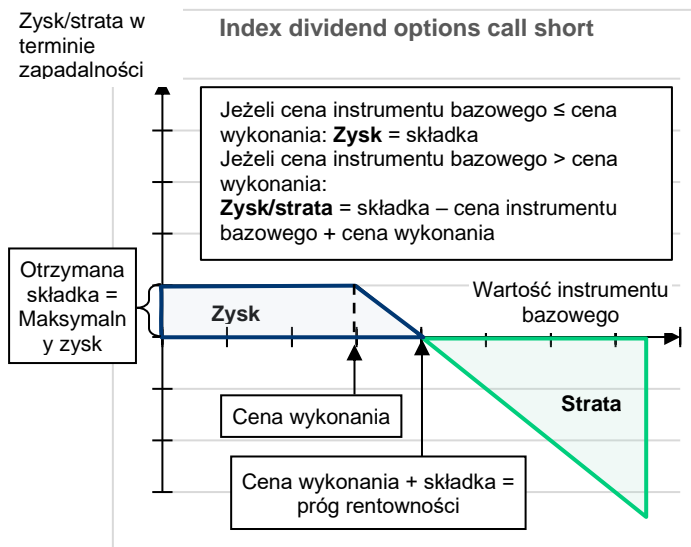 Zysk/strata w
terminie
zapadalności
Index dividend options call short
Jeżeli cena instrumentu bazowego ≤ cena
wykonania: Zysk = składka
Jeżeli cena instrumentu bazowego > cena
wykonania:
Zysk/strata = składka – cena instrumentu
bazowego + cena wykonania
Otrzymana
składka =
Maksymaln
y zysk
Zysk
Wartość instrumentu
bazowego
Strata
Cena wykonania
Cena wykonania + składka =
próg rentowności